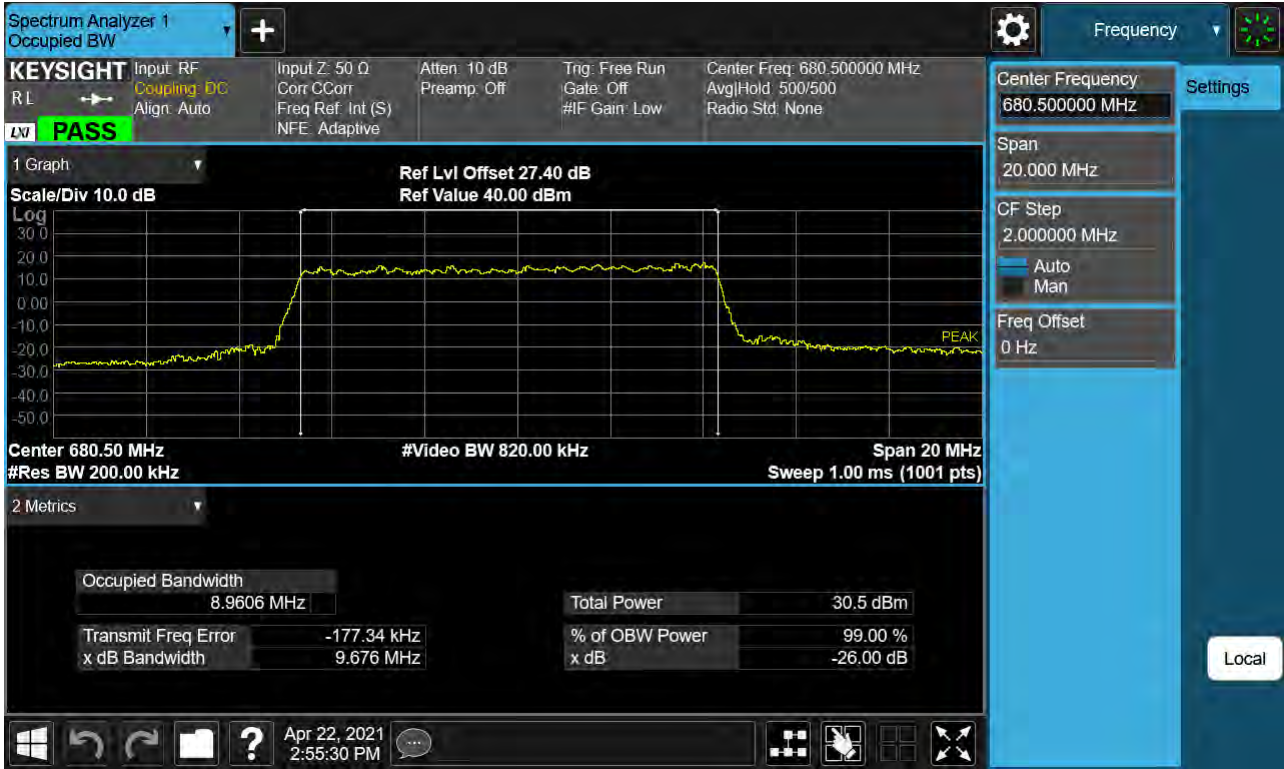 Spectrum Analyzer 1
Occupied BW
+
Frequency
KEYSIGHT
RL
LXI PASS
Input: RF
Coupling: DC
Align: Auto
Input Z: 50 Ω
Corr CCorr
Freq Ref: Int (S)
NFE: Adaptive
Atten: 10 dB
Preamp: Off
Trig: Free Run
Gate: Off
#IF Gain: Low
Center Freq: 680.500000 MHz
Avg|Hold: 500/500
Radio Std: None
Center Frequency
680.500000 MHz
Settings
Span
20.000 MHz
CF Step
2.000000 MHz
Auto
Man
Freq Offset
0 Hz
Local
1 Graph
Scale/Div 10.0 dB
Ref Lvl Offset 27.40 dB
Ref Value 40.00 dBm
Log
30.0
20.0
10.0
0.00
-10.0
-20.0
-30.0
-40.0
-50.0
PEAK
Center 680.50 MHz
#Video BW 820.00 kHz
Span 20 MHz
#Res BW 200.00 kHz
Sweep 1.00 ms (1001 pts)
2 Metrics
Occupied Bandwidth
8.9606 MHz
Total Power 30.5 dBm
Transmit Freq Error -177.34 kHz
% of OBW Power 99.00 %
x dB Bandwidth 9.676 MHz
x dB -26.00 dB
?
Apr 22, 2021
2:55:30 PM